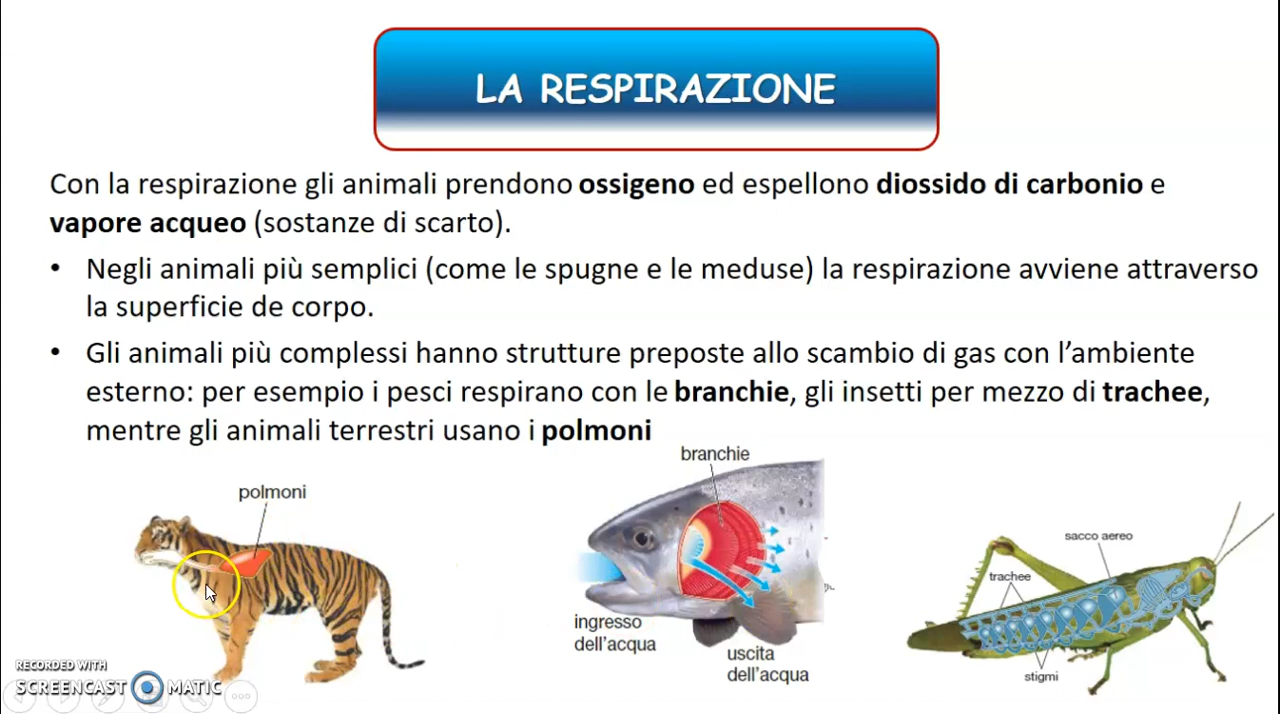 LA RESPIRAZIONE
Con la respirazione gli animali prendono ossigeno ed espellono diossido di carbonio e
vapore acqueo (sostanze di scarto).
• Negli animali più semplici (come le spugne e le meduse) la respirazione avviene attraverso
la superficie de corpo.
• Gli animali più complessi hanno strutture preposte allo scambio di gas con l’ambiente
esterno: per esempio i pesci respirano con le branchie, gli insetti per mezzo di trachee,
mentre gli animali terrestri usano i polmoni
polmoni
branchie
ingresso
dell'acqua
uscita
dell'acqua
sacco aereo
trachee
stigmi
RECORDED WITH
SCREENCAST MATIC